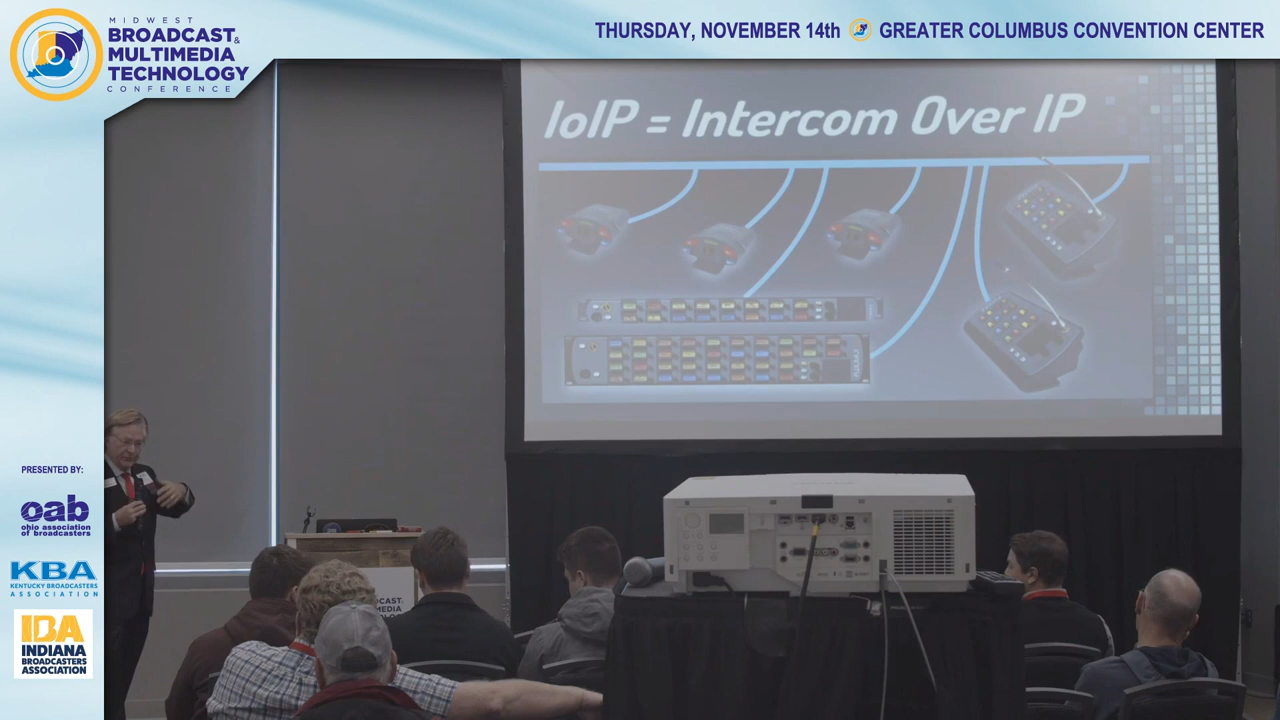 MIDWEST
BROADCAST&
MULTIMEDIA
TECHNOLOGY
CONFERENCE
THURSDAY, NOVEMBER 14th
GREATER COLUMBUS CONVENTION CENTER
IoIP = Intercom Over IP
PRESENTED BY:
oab
ohio association
of broadcasters
KBA
KENTUCKY BROADCASTERS
ASSOCIATION
IBA
INDIANA
BROADCASTERS
ASSOCIATION